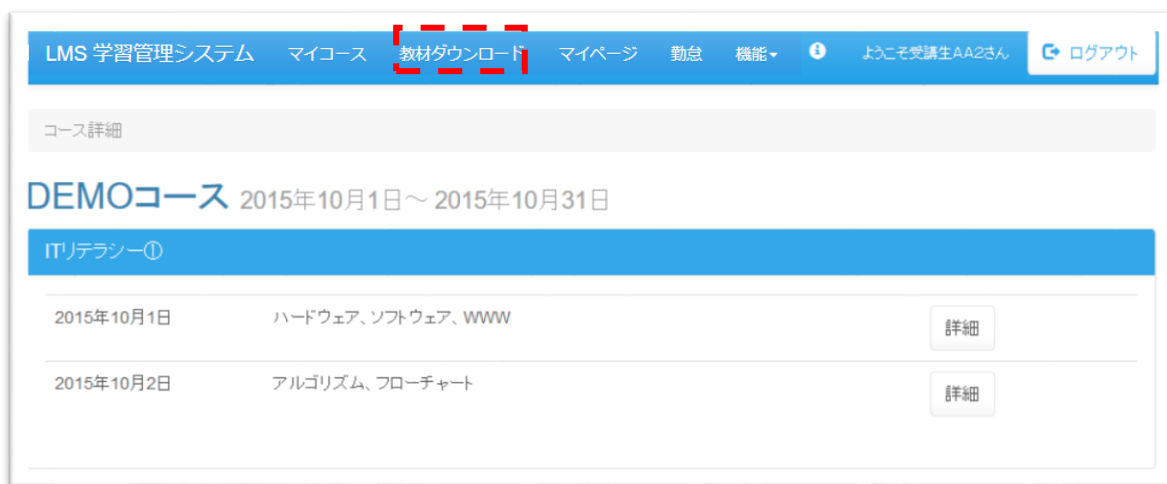 LMS 学習管理システム マイコース 教材ダウンロード マイページ 勤怠 機能 ようこそ受講生AA2さん ログアウト
コース詳細
DEMOコース 2015年10月1日～ 2015年10月31日
ITリテラシー①
2015年10月1日 ハードウェア、ソフトウェア、WWW 詳細
2015年10月2日 アルゴリズム、フローチャート 詳細